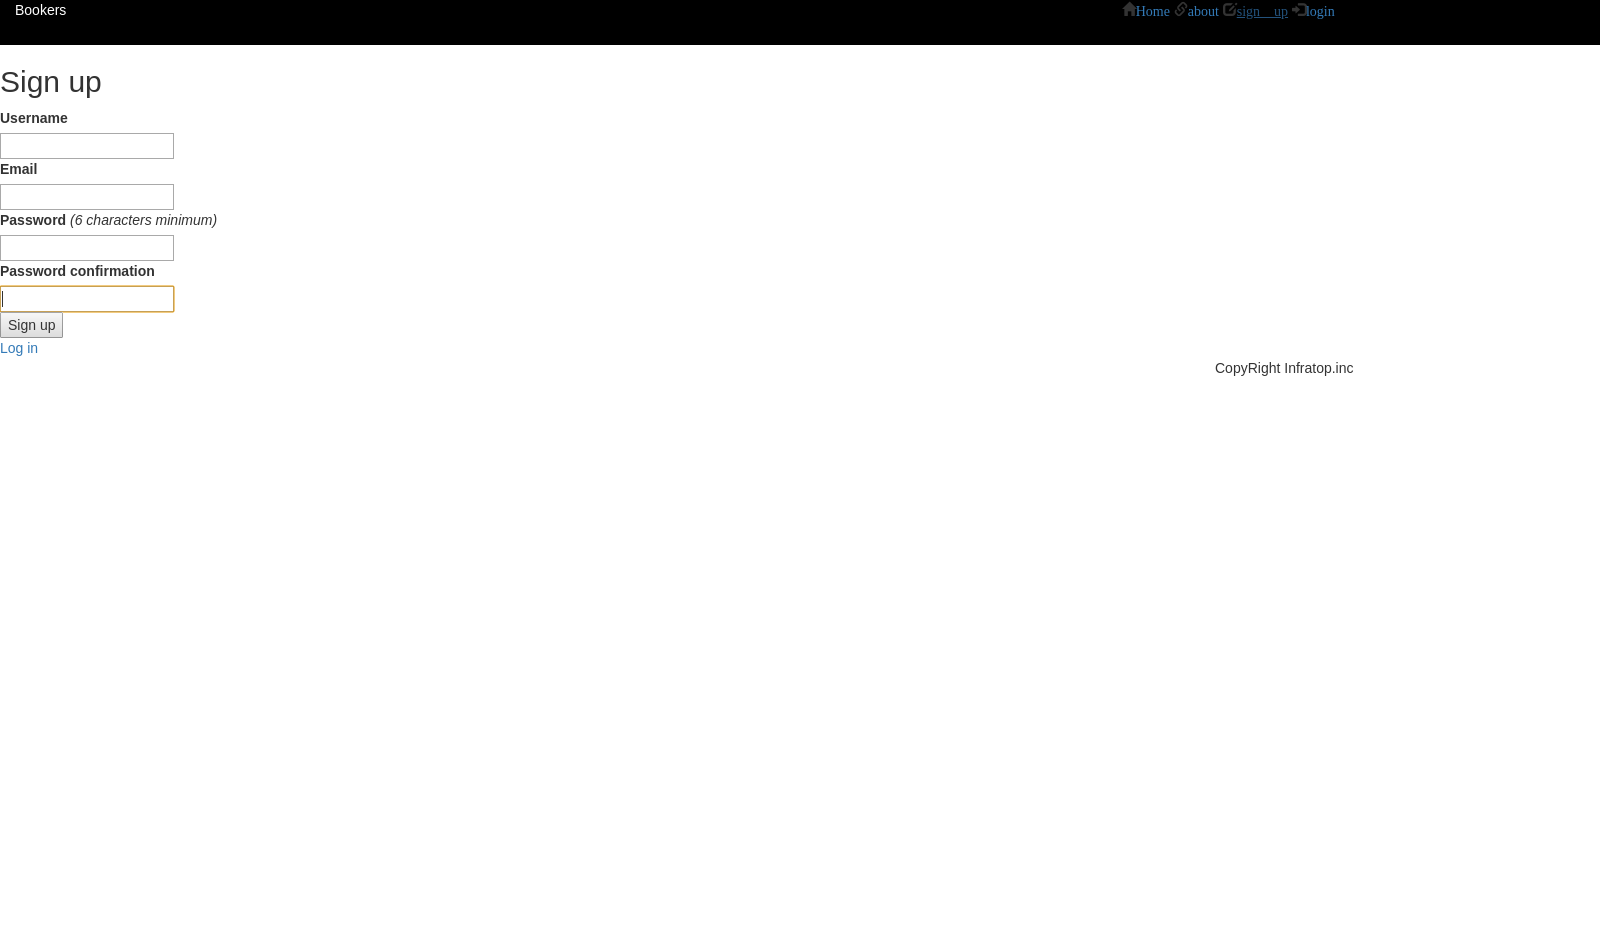 Bookers
Home about sign up login
Sign up
Username
Email
Password (6 characters minimum)
Password confirmation
Sign up
Log in
CopyRight Infratop.inc